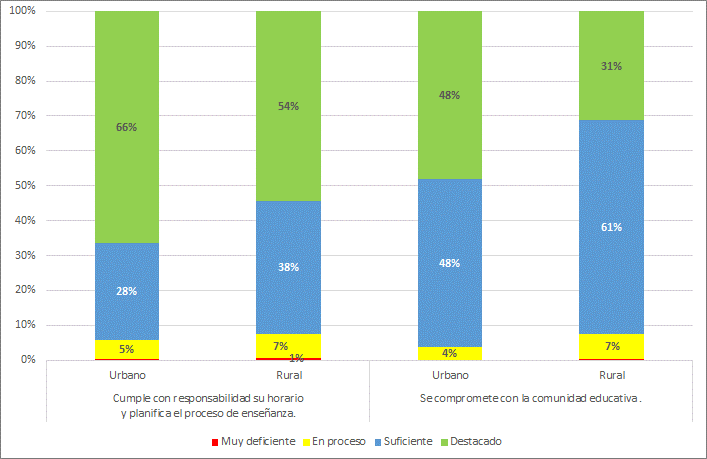 100%
90%
80%
70%
60%
50%
40%
30%
20%
10%
0%
66%
28%
5%
54%
38%
7%
1%
48%
48%
4%
31%
61%
7%
Urbano
Rural
Urbano
Rural
Cumple con responsabilidad su horario
y planifica el proceso de enseñanza.
Se compromete con la comunidad educativa .
Muy deficiente
En proceso
Suficiente
Destacado